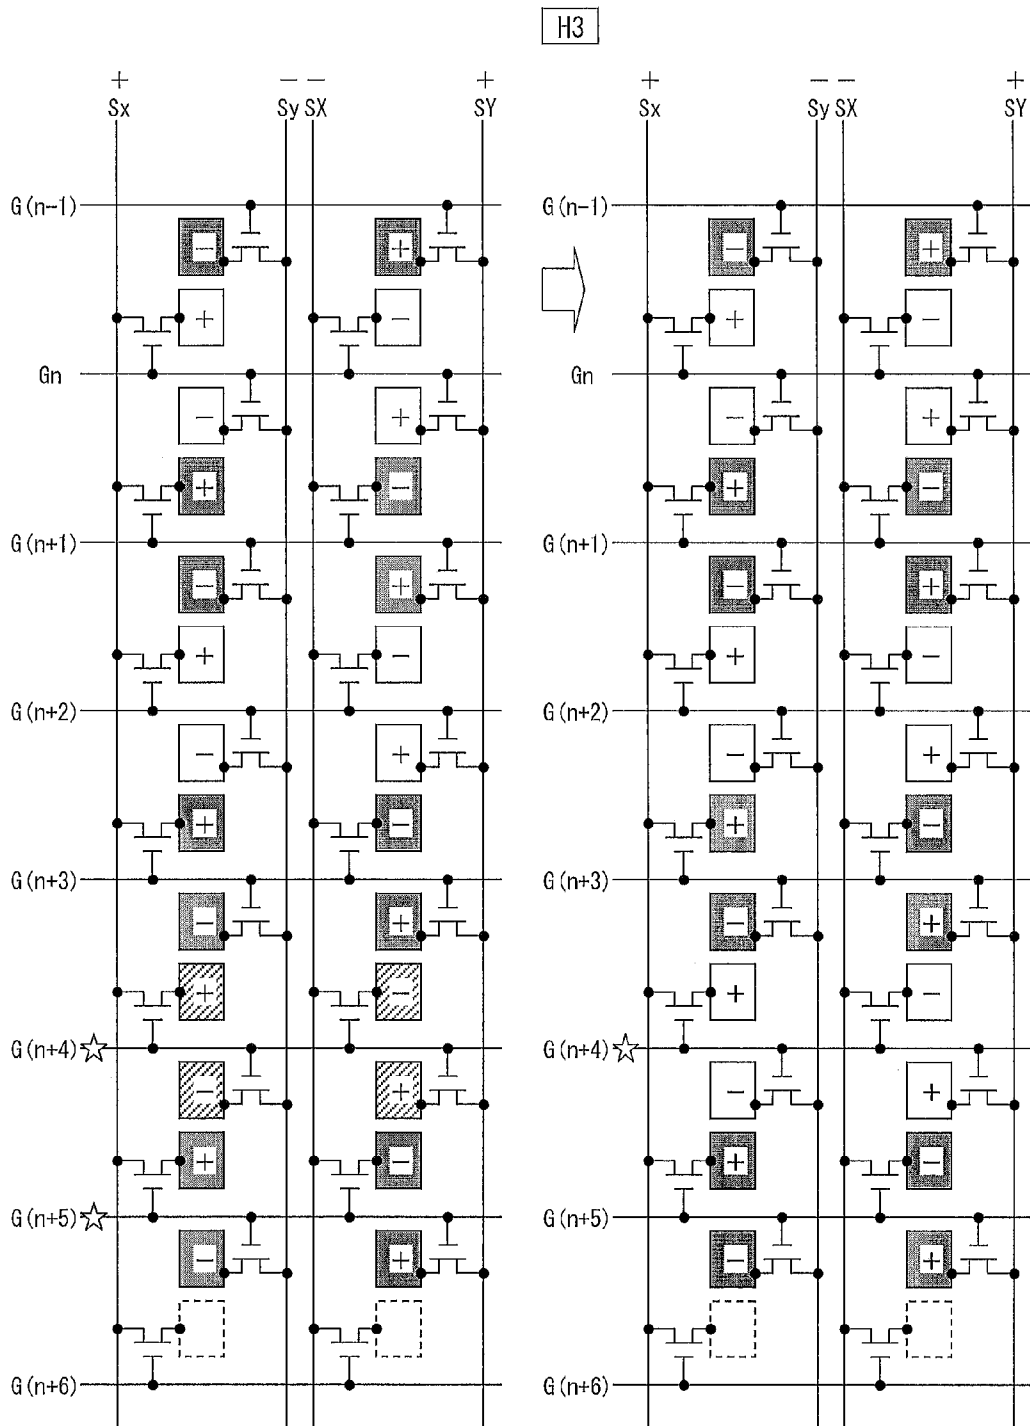 H3
+ − − + + − − +
Sx Sy SX SY Sx Sy SX SY
G(n-1) G(n-1)
− + − +
+ − + −
Gn Gn
− + − +
+ − + −
G(n+1) G(n+1)
− + − +
+ − + −
G(n+2) G(n+2)
− + − +
+ − + −
G(n+3) G(n+3)
− + − +
+ − + −
G(n+4)☆ G(n+4)☆
− + − +
+ − + −
G(n+5)☆ G(n+5)
− + − +
G(n+6) G(n+6)